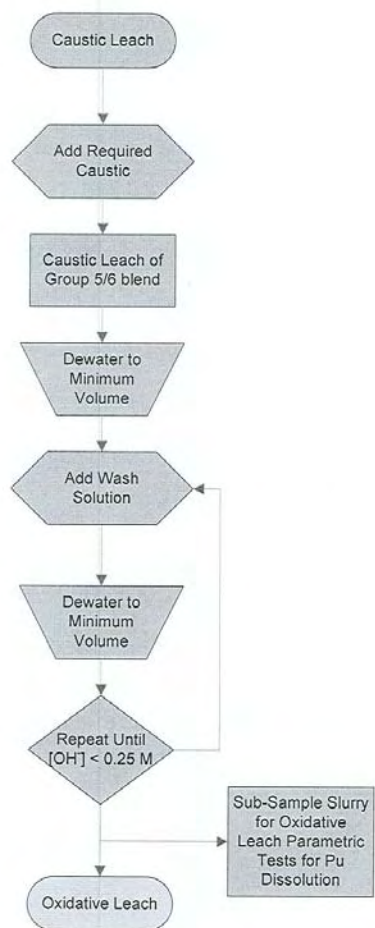 Caustic Leach
Add Required
Caustic
Caustic Leach of
Group 5/6 blend
Dewater to
Minimum
Volume
Add Wash
Solution
Dewater to
Minimum
Volume
Repeat Until
[OH⁻] < 0.25 M
Sub-Sample Slurry
for Oxidative
Leach Parametric
Tests for Pu
Dissolution
Oxidative Leach